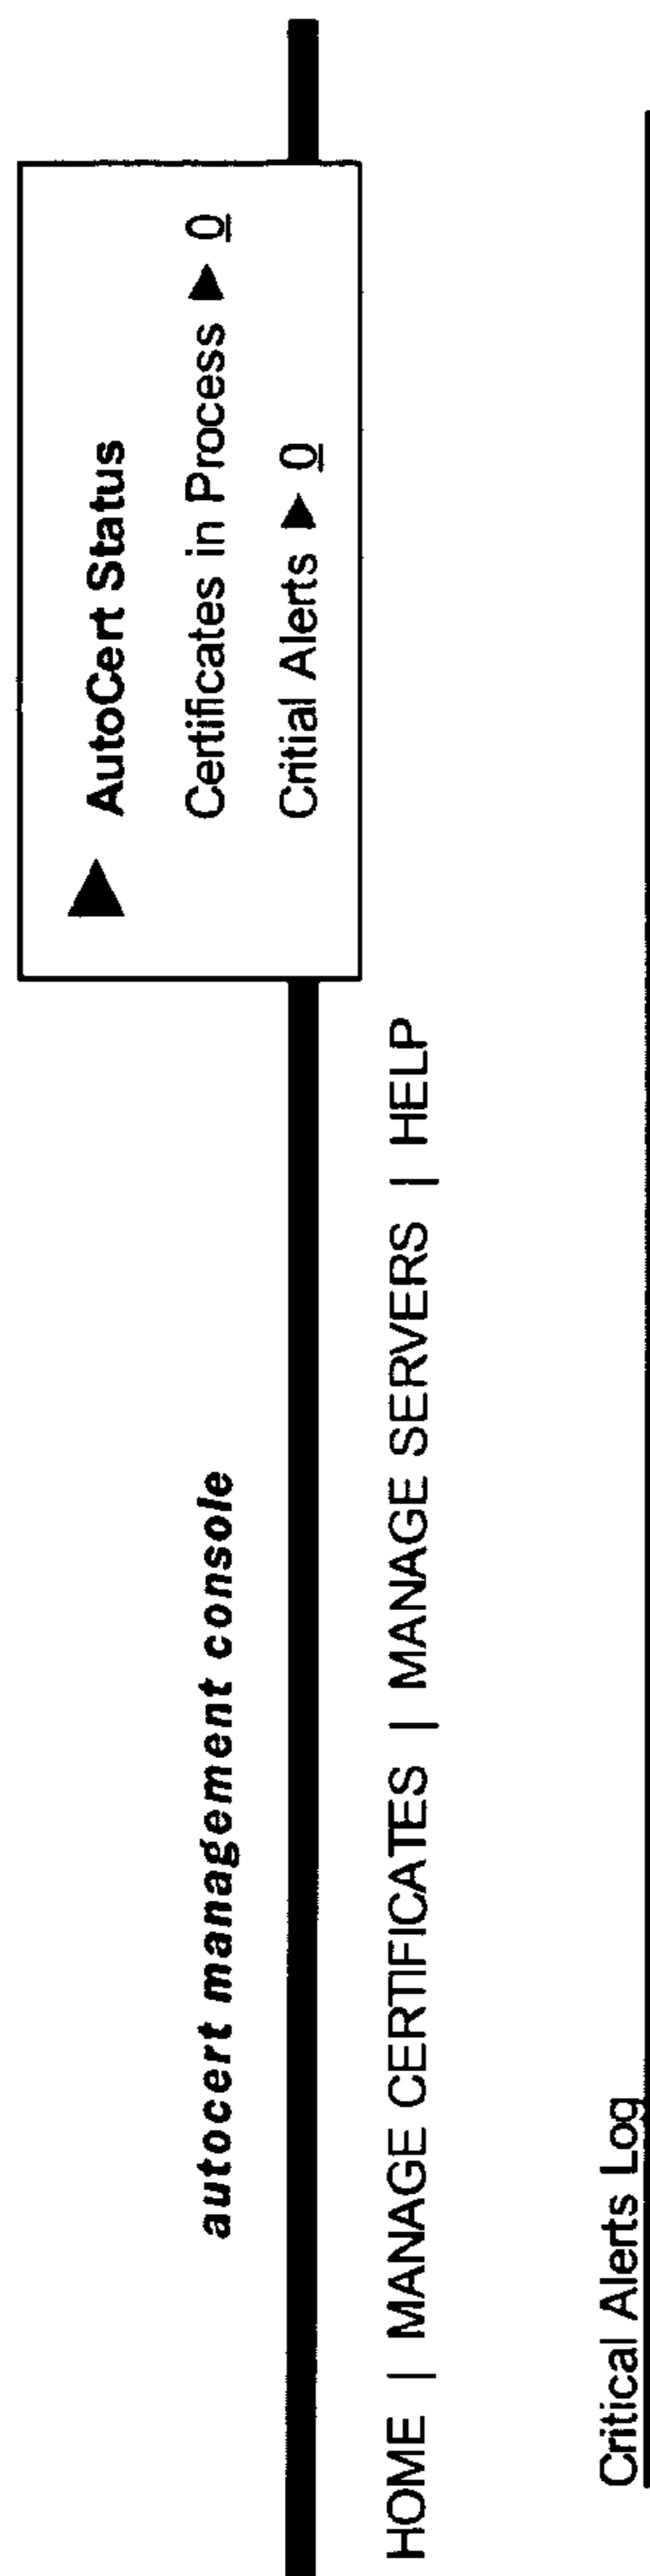 AutoCert Status
autocert management console
Certificates in Process ▶ 0
Critial Alerts ▶ 0
HOME | MANAGE CERTIFICATES | MANAGE SERVERS | HELP
Critical Alerts Log